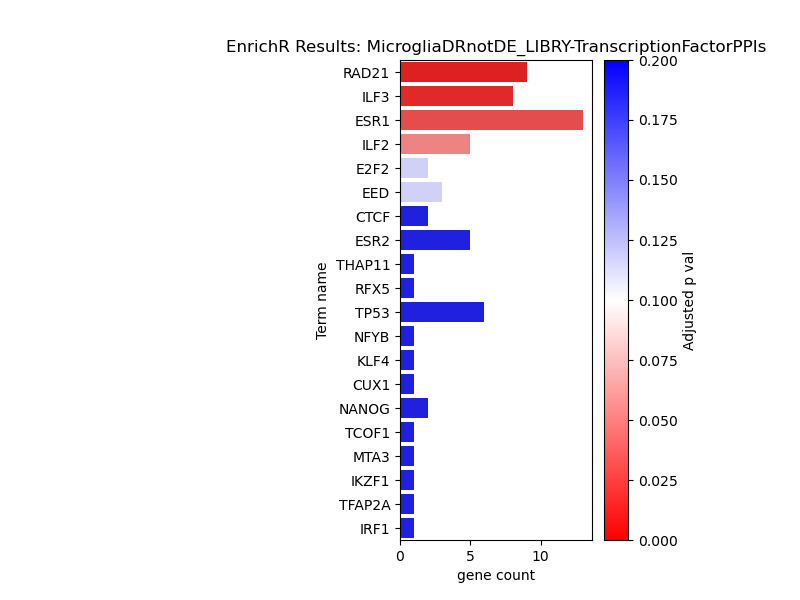 EnrichR Results: MicrogliaDRnotDE_LIBRY-TranscriptionFactorPPIs
Term name
RAD21
ILF3
ESR1
ILF2
E2F2
EED
CTCF
ESR2
THAP11
RFX5
TP53
NFYB
KLF4
CUX1
NANOG
TCOF1
MTA3
IKZF1
TFAP2A
IRF1
0 5 10
gene count
0.200
0.175
0.150
0.125
0.100
0.075
0.050
0.025
0.000
Adjusted p val